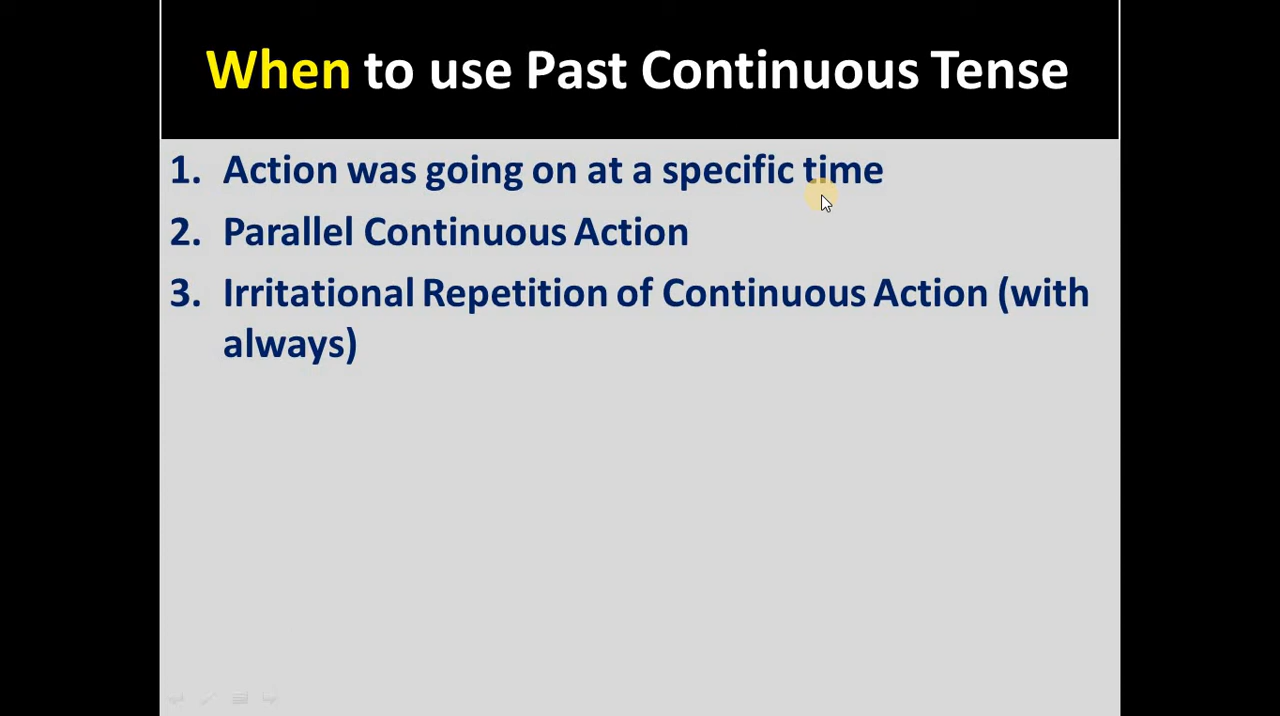 When to use Past Continuous Tense
1. Action was going on at a specific time
2. Parallel Continuous Action
3. Irritational Repetition of Continuous Action (with
always)